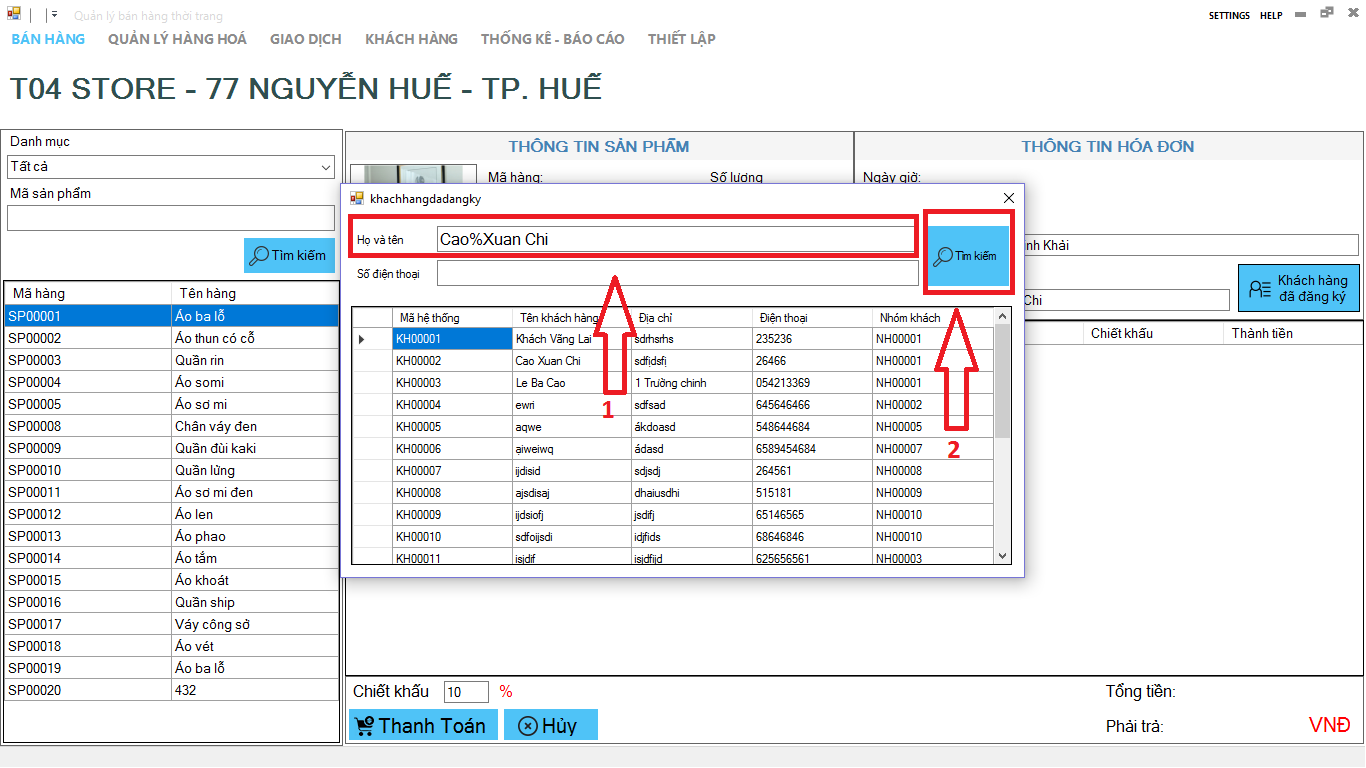 Quản lý bán hàng thời trang
SETTINGS HELP
BÁN HÀNG QUẢN LÝ HÀNG HOÁ GIAO DỊCH KHÁCH HÀNG THỐNG KÊ - BÁO CÁO THIẾT LẬP
T04 STORE - 77 NGUYỄN HUẾ - TP. HUẾ
Danh mục
Tất cả
Mã sản phẩm
Tìm kiếm
Mã hàng Tên hàng
SP00001 Áo ba lỗ
SP00002 Áo thun có cỗ
SP00003 Quần rin
SP00004 Áo somi
SP00005 Áo sơ mi
SP00008 Chân váy đen
SP00009 Quần đùi kaki
SP00010 Quần lửng
SP00011 Áo sơ mi đen
SP00012 Áo len
SP00013 Áo phao
SP00014 Áo tắm
SP00015 Áo khoát
SP00016 Quần ship
SP00017 Váy công sở
SP00018 Áo vét
SP00019 Áo ba lỗ
SP00020 432
THÔNG TIN SẢN PHẨM
Mã hàng: Số lượng
THÔNG TIN HÓA ĐƠN
Ngày giờ:
nh Khải
Chi
Khách hàng
đã đăng ký
Chiết khấu Thành tiền
khachhangdadangky
Họ và tên Cao%Xuan Chi
Tìm kiếm
Số điện thoại
Mã hệ thống Tên khách hàng Địa chỉ Điện thoại Nhóm khách
KH00001 Khách Vãng Lai sdrhsrhs 235236 NH00001
KH00002 Cao Xuan Chi sdfjdsfj 26466 NH00001
KH00003 Le Ba Cao 1 Trường chinh 054213369 NH00001
KH00004 ewri sdfsad 645646466 NH00002
KH00005 aqwe ákdoasd 548644684 NH00005
KH00006 aiweiwq ádasd 6589454684 NH00007
KH00007 ijdisid sdjsdj 264561 NH00008
KH00008 ajsdisaj dhaiusdhi 515181 NH00009
KH00009 ijdsiofj jsdifj 65146565 NH00010
KH00010 sdfoijsdi idjfids 68646846 NH00010
KH00011 isjdif isjdfijd 625656561 NH00003
1
2
Chiết khấu 10 %
Thanh Toán Hủy
Tổng tiền:
Phải trả: VNĐ